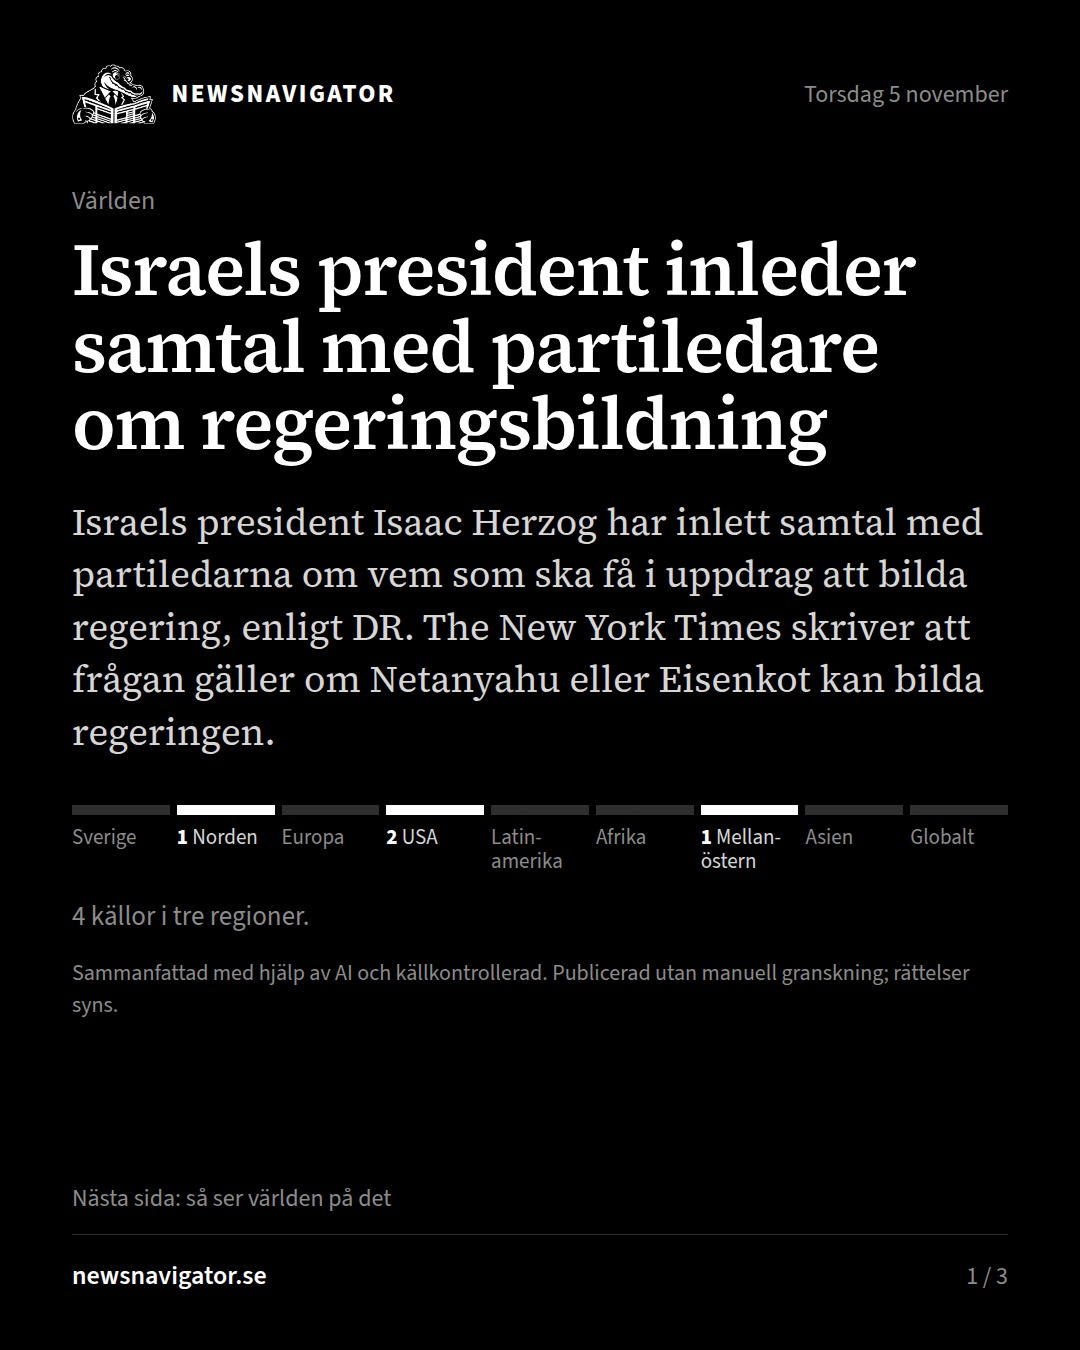 NEWSNAVIGATOR
Torsdag 5 november
Världen
Israels president inleder
samtal med partiledare
om regeringsbildning
Israels president Isaac Herzog har inlett samtal med
partiledarna om vem som ska få i uppdrag att bilda
regering, enligt DR. The New York Times skriver att
frågan gäller om Netanyahu eller Eisenkot kan bilda
regeringen.
Sverige
1 Norden
Europa
2 USA
Latin-
amerika
Afrika
1 Mellan-
östern
Asien
Globalt
4 källor i tre regioner.
Sammanfattad med hjälp av AI och källkontrollerad. Publicerad utan manuell granskning; rättelser
syns.
Nästa sida: så ser världen på det
newsnavigator.se
1 / 3